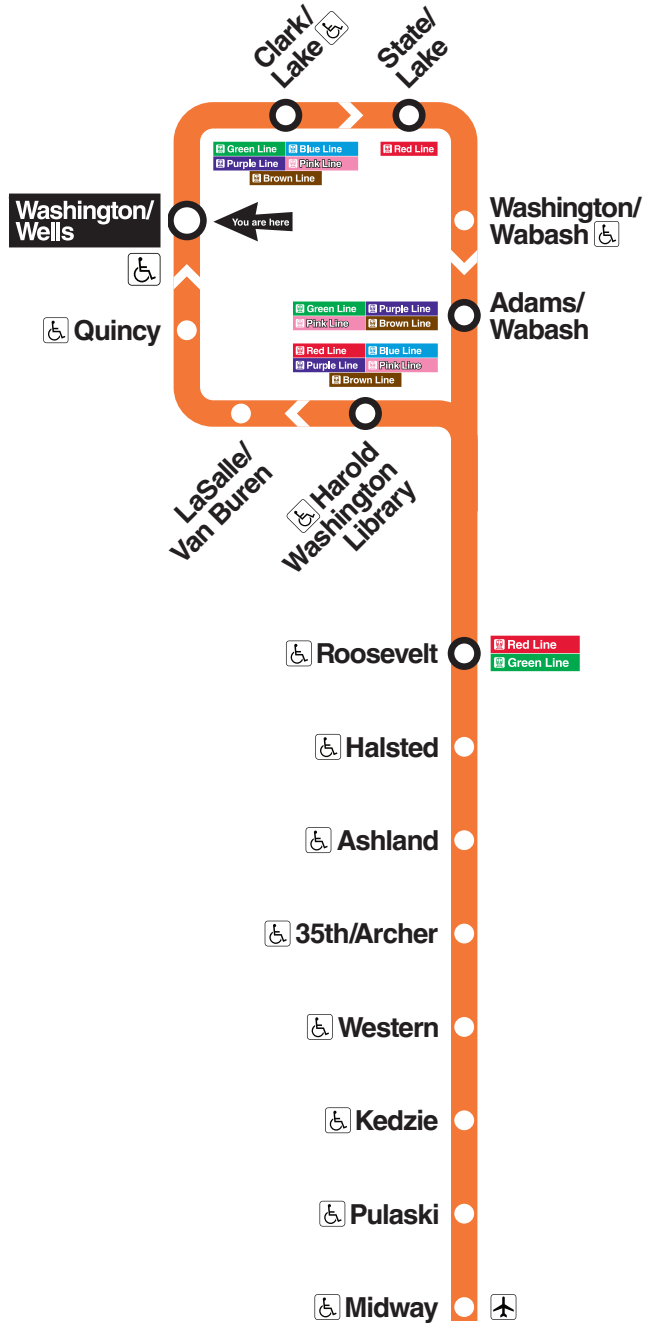 Clark/
Lake
State/
Lake
Green Line
Blue Line
Purple Line
Pink Line
Brown Line
Red Line
Washington/
Wells
You are here
Washington/
Wabash
Quincy
Green Line
Purple Line
Pink Line
Brown Line
Adams/
Wabash
Red Line
Blue Line
Purple Line
Pink Line
Brown Line
LaSalle/
Van Buren
Harold
Washington
Library
Roosevelt
Red Line
Green Line
Halsted
Ashland
35th/Archer
Western
Kedzie
Pulaski
Midway